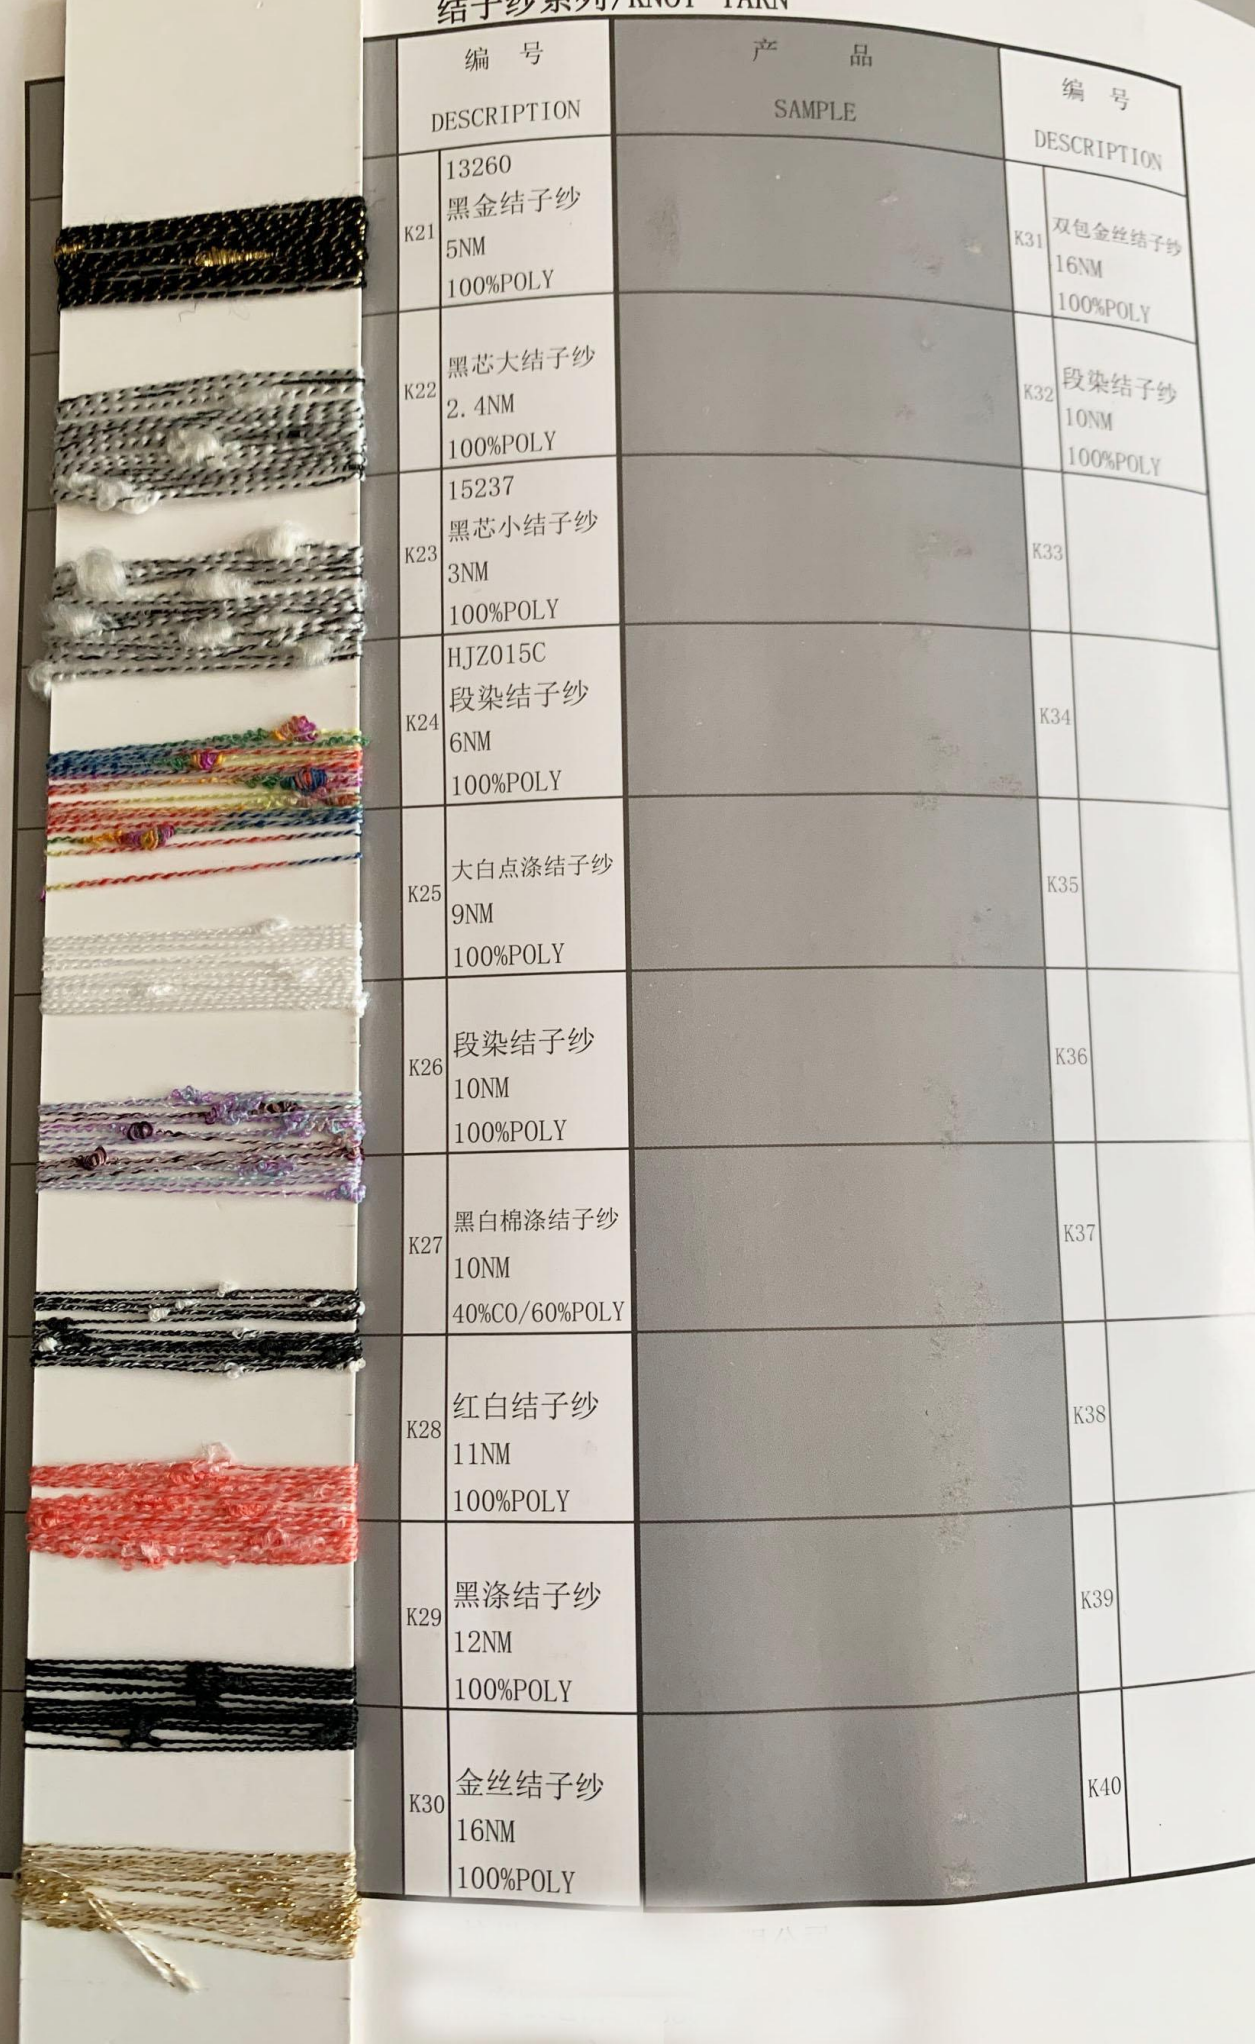 结子纱系列/KNOT YARN
编 号
DESCRIPTION
产 品
SAMPLE
编 号
DESCRIPTION
K21
13260
黑金结子纱
5NM
100%POLY
K22
黑芯大结子纱
2.4NM
100%POLY
K23
15237
黑芯小结子纱
3NM
100%POLY
K24
HJZ015C
段染结子纱
6NM
100%POLY
K25
大白点涤结子纱
9NM
100%POLY
K26
段染结子纱
10NM
100%POLY
K27
黑白棉涤结子纱
10NM
40%CO/60%POLY
K28
红白结子纱
11NM
100%POLY
K29
黑涤结子纱
12NM
100%POLY
K30
金丝结子纱
16NM
100%POLY
K31
双包金丝结子纱
16NM
100%POLY
K32
段染结子纱
10NM
100%POLY
K33
K34
K35
K36
K37
K38
K39
K40